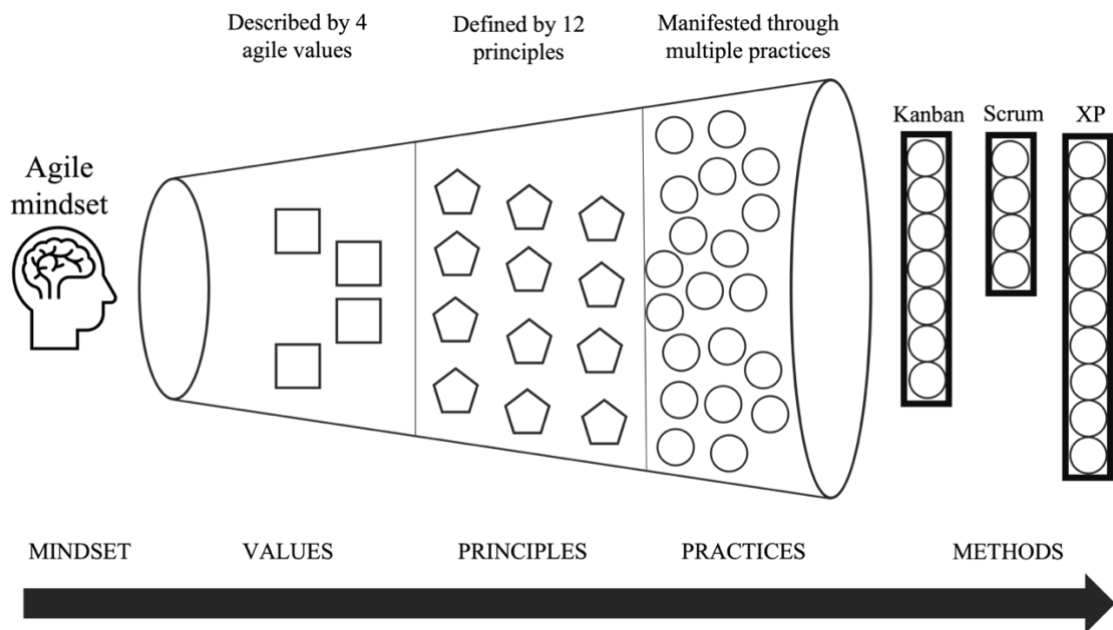 Described by 4
agile values
Defined by 12
principles
Manifested through
multiple practices
Kanban
Scrum
XP
Agile
mindset
MINDSET
VALUES
PRINCIPLES
PRACTICES
METHODS